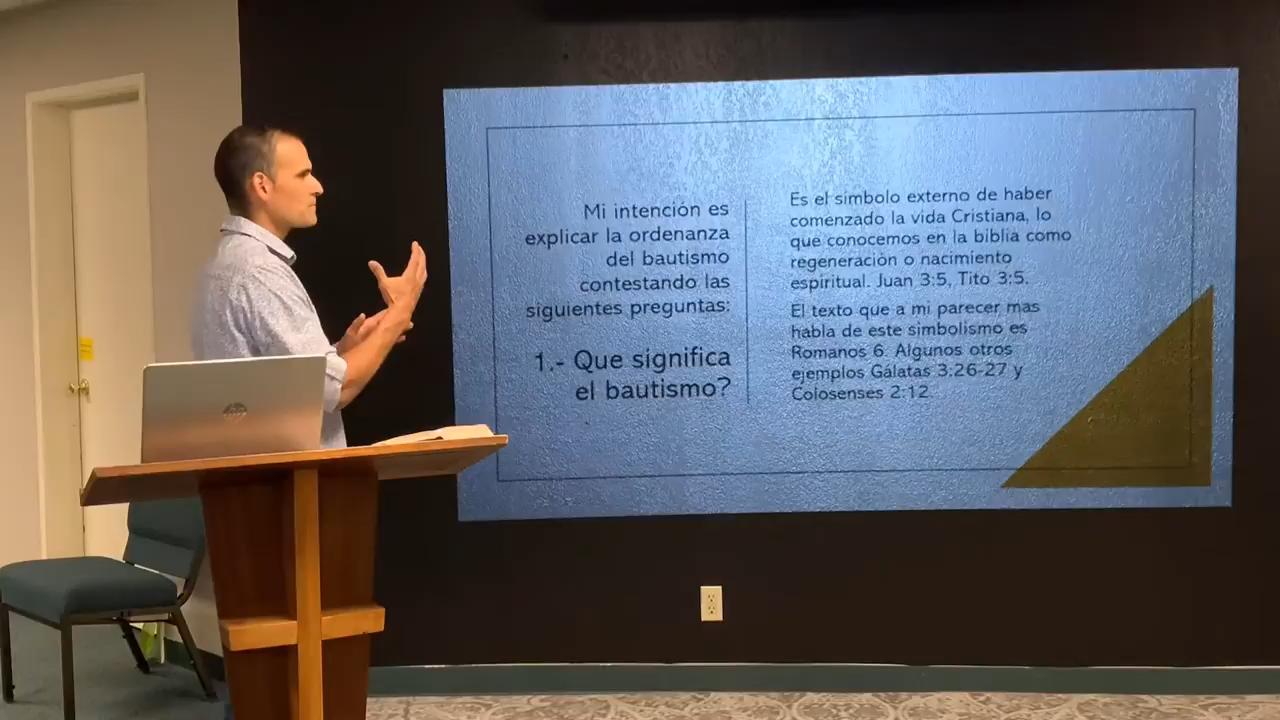 Mi intención es
explicar la ordenanza
del bautismo
contestando las
siguientes preguntas:
1.- Que significa
el bautismo?
Es el simbolo externo de haber
comenzado la vida Cristiana, lo
que conocemos en la biblia como
regeneración o nacimiento
espiritual. Juan 3:5, Tito 3:5.
El texto que a mi parecer mas
habla de este simbolismo es
Romanos 6. Algunos otros
ejemplos Gálatas 3:26-27 y
Colosenses 2:12
hp